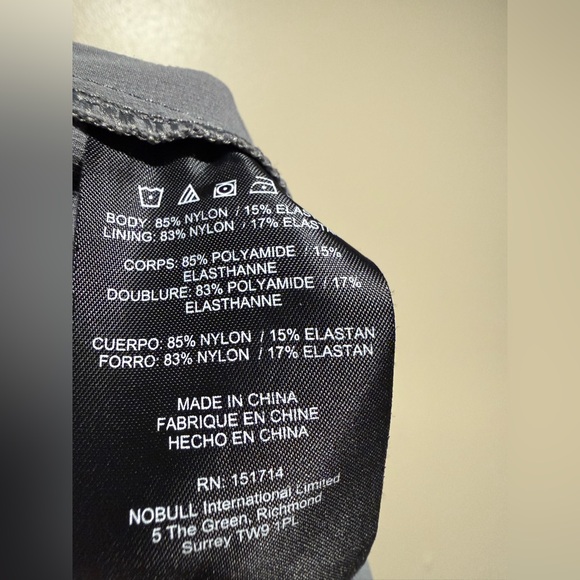 BODY: 85% NYLON / 15% ELAS
LINING: 83% NYLON / 17% ELAS
CORPS: 85% POLYAMIDE / 15%
ELASTHANNE
DOUBLURE: 83% POLYAMIDE / 17%
ELASTHANNE
CUERPO: 85% NYLON / 15% ELASTAN
FORRO: 83% NYLON / 17% ELASTAN
MADE IN CHINA
FABRIQUE EN CHINE
HECHO EN CHINA
RN: 151714
NOBULL International Limited
5 The Green, Richmond
Surrey TW9 1PL